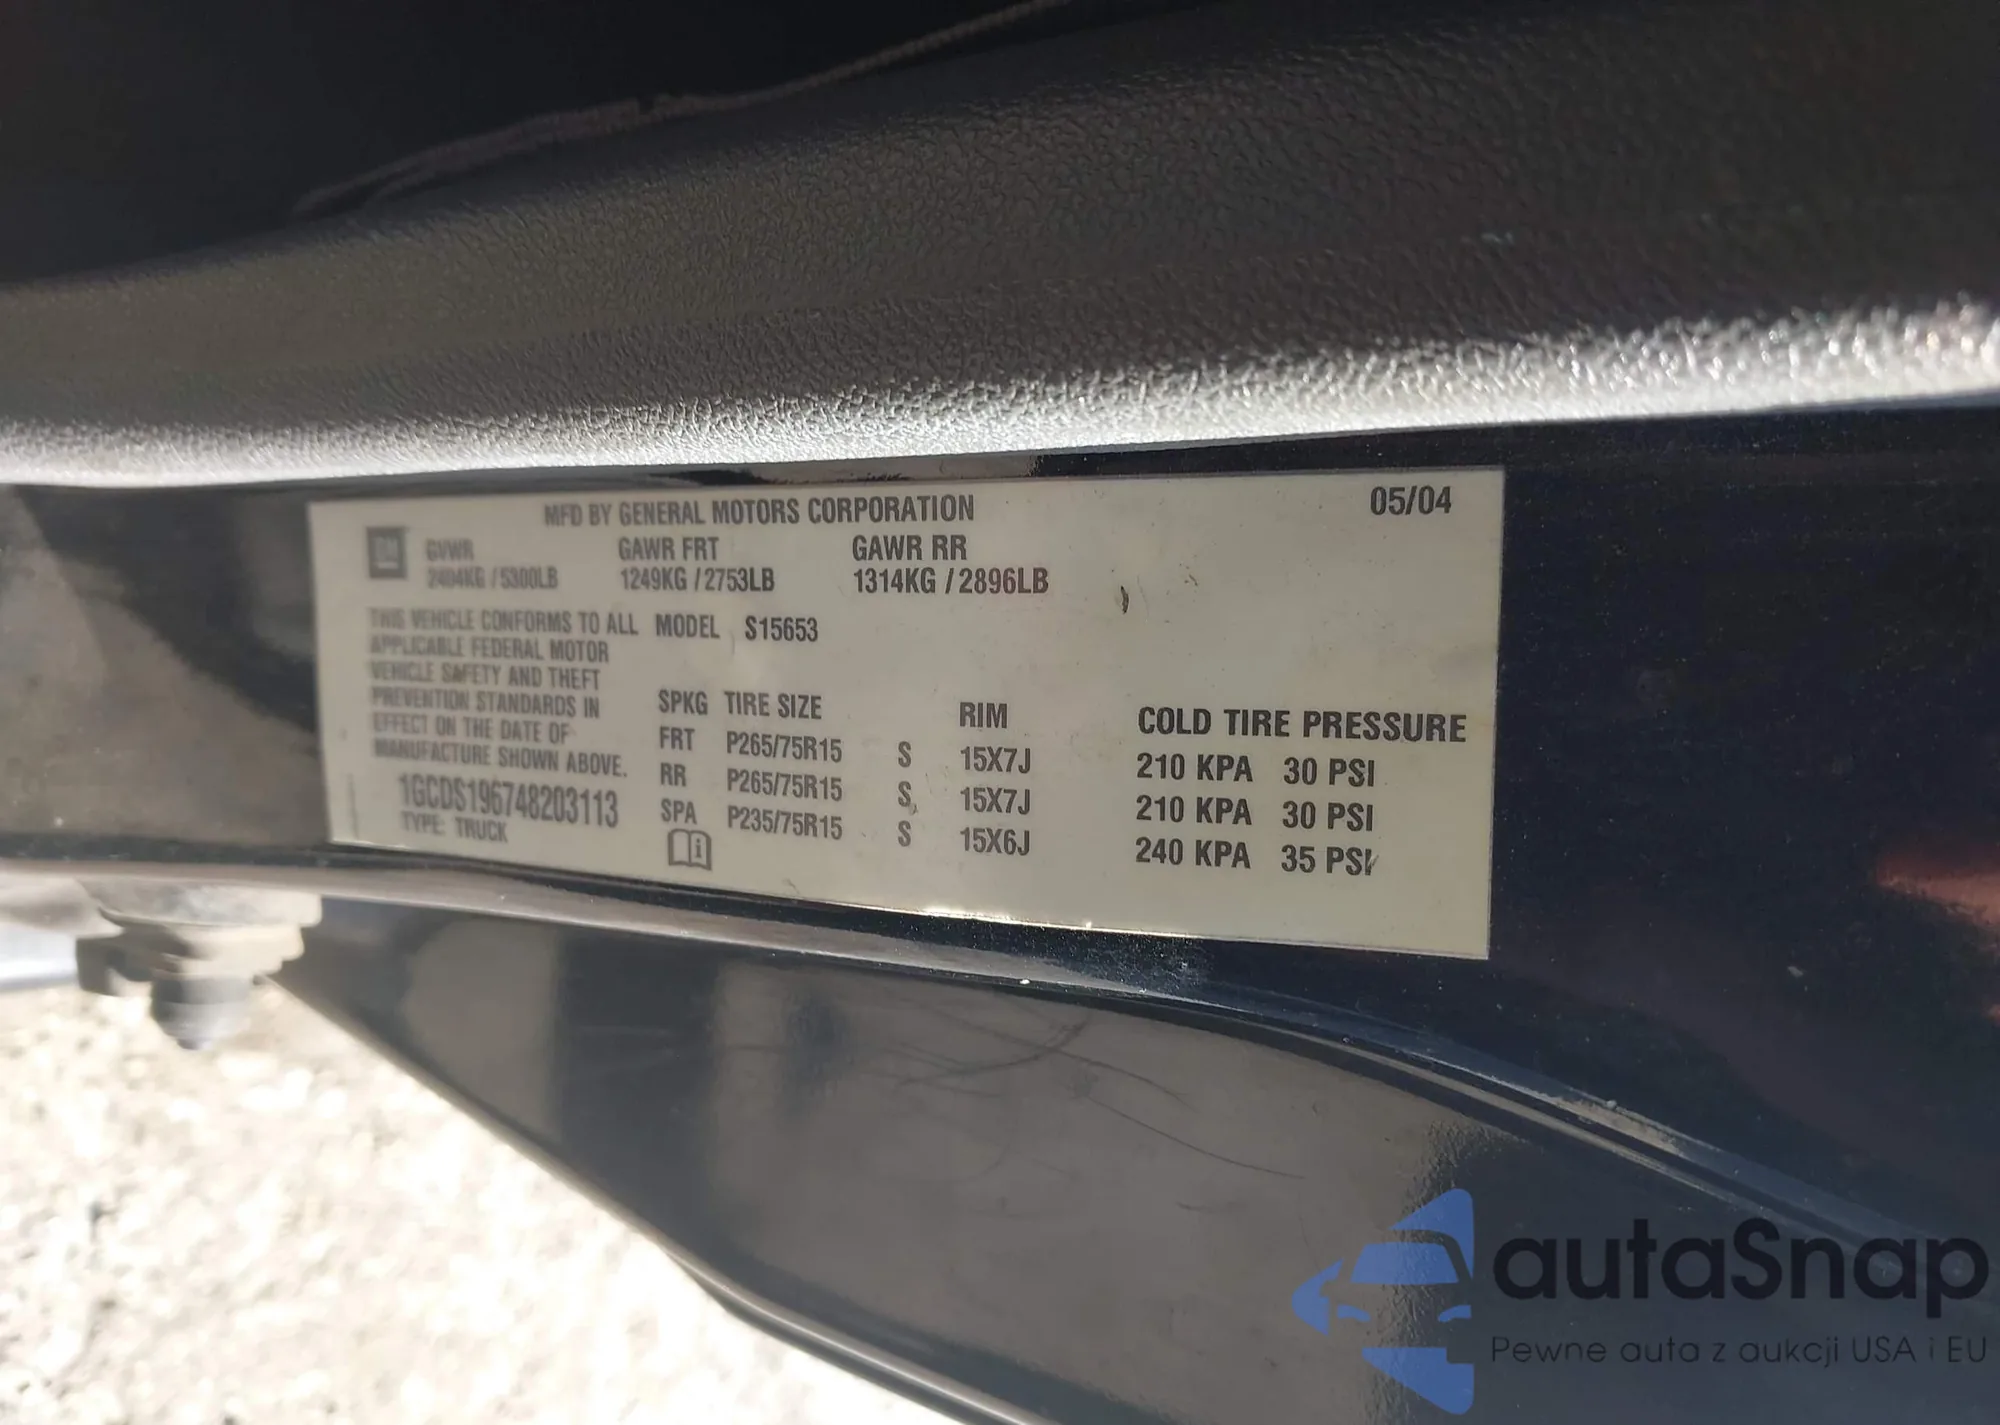 MFD BY GENERAL MOTORS CORPORATION 05/04
GM GVWR GAWR FRT GAWR RR
2404KG / 5300LB 1249KG / 2753LB 1314KG / 2896LB
THIS VEHICLE CONFORMS TO ALL MODEL S15653
APPLICABLE FEDERAL MOTOR
VEHICLE SAFETY AND THEFT
PREVENTION STANDARDS IN
EFFECT ON THE DATE OF
MANUFACTURE SHOWN ABOVE.
1GCDS196748203113
TYPE: TRUCK
SPKG TIRE SIZE RIM COLD TIRE PRESSURE
FRT P265/75R15 S 15X7J 210 KPA 30 PSI
RR P265/75R15 S 15X7J 210 KPA 30 PSI
SPA P235/75R15 S 15X6J 240 KPA 35 PSI
autaSnap
Pewne auta z aukcji USA i EU